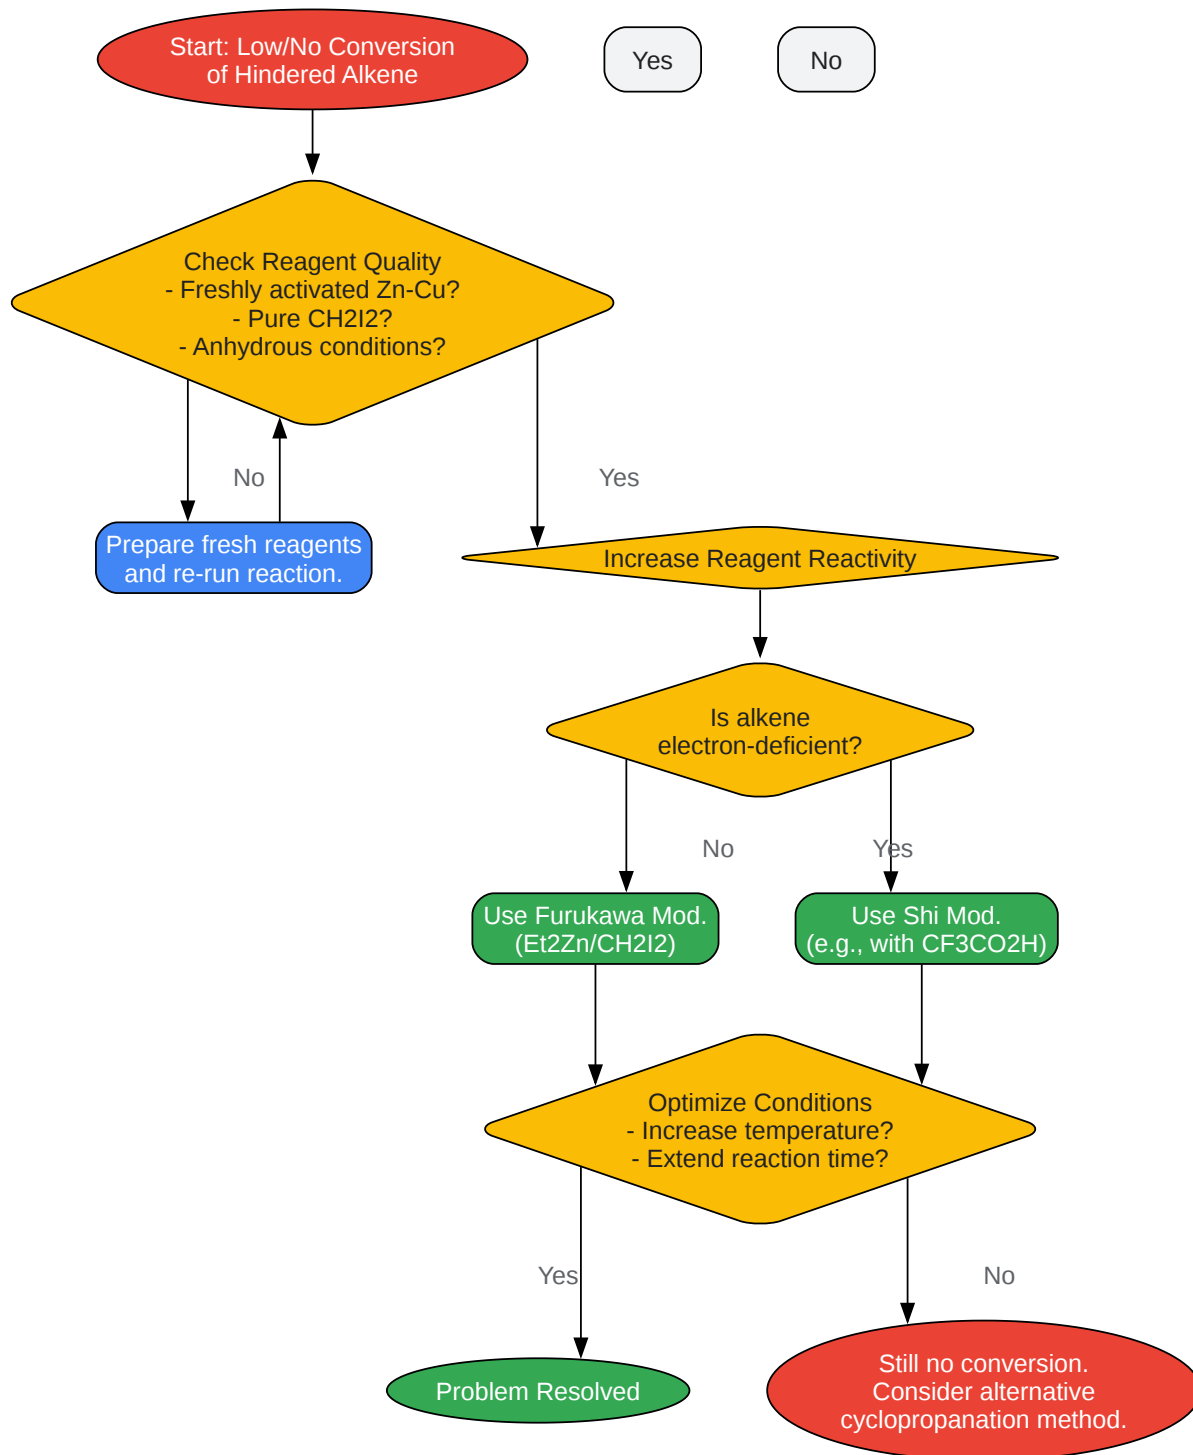 Start: Low/No Conversion
of Hindered Alkene
Yes
No
Check Reagent Quality
- Freshly activated Zn-Cu?
- Pure CH2I2?
- Anhydrous conditions?
No
Yes
Prepare fresh reagents
and re-run reaction.
Increase Reagent Reactivity
Is alkene
electron-deficient?
No
Yes
Use Furukawa Mod.
(Et2Zn/CH2I2)
Use Shi Mod.
(e.g., with CF3CO2H)
Optimize Conditions
- Increase temperature?
- Extend reaction time?
Yes
No
Problem Resolved
Still no conversion.
Consider alternative
cyclopropanation method.